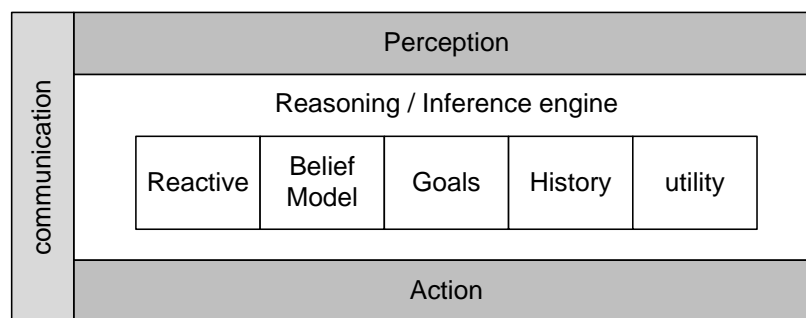 communication
Perception
Reasoning / Inference engine
Reactive
Belief
Model
Goals
History
utility
Action